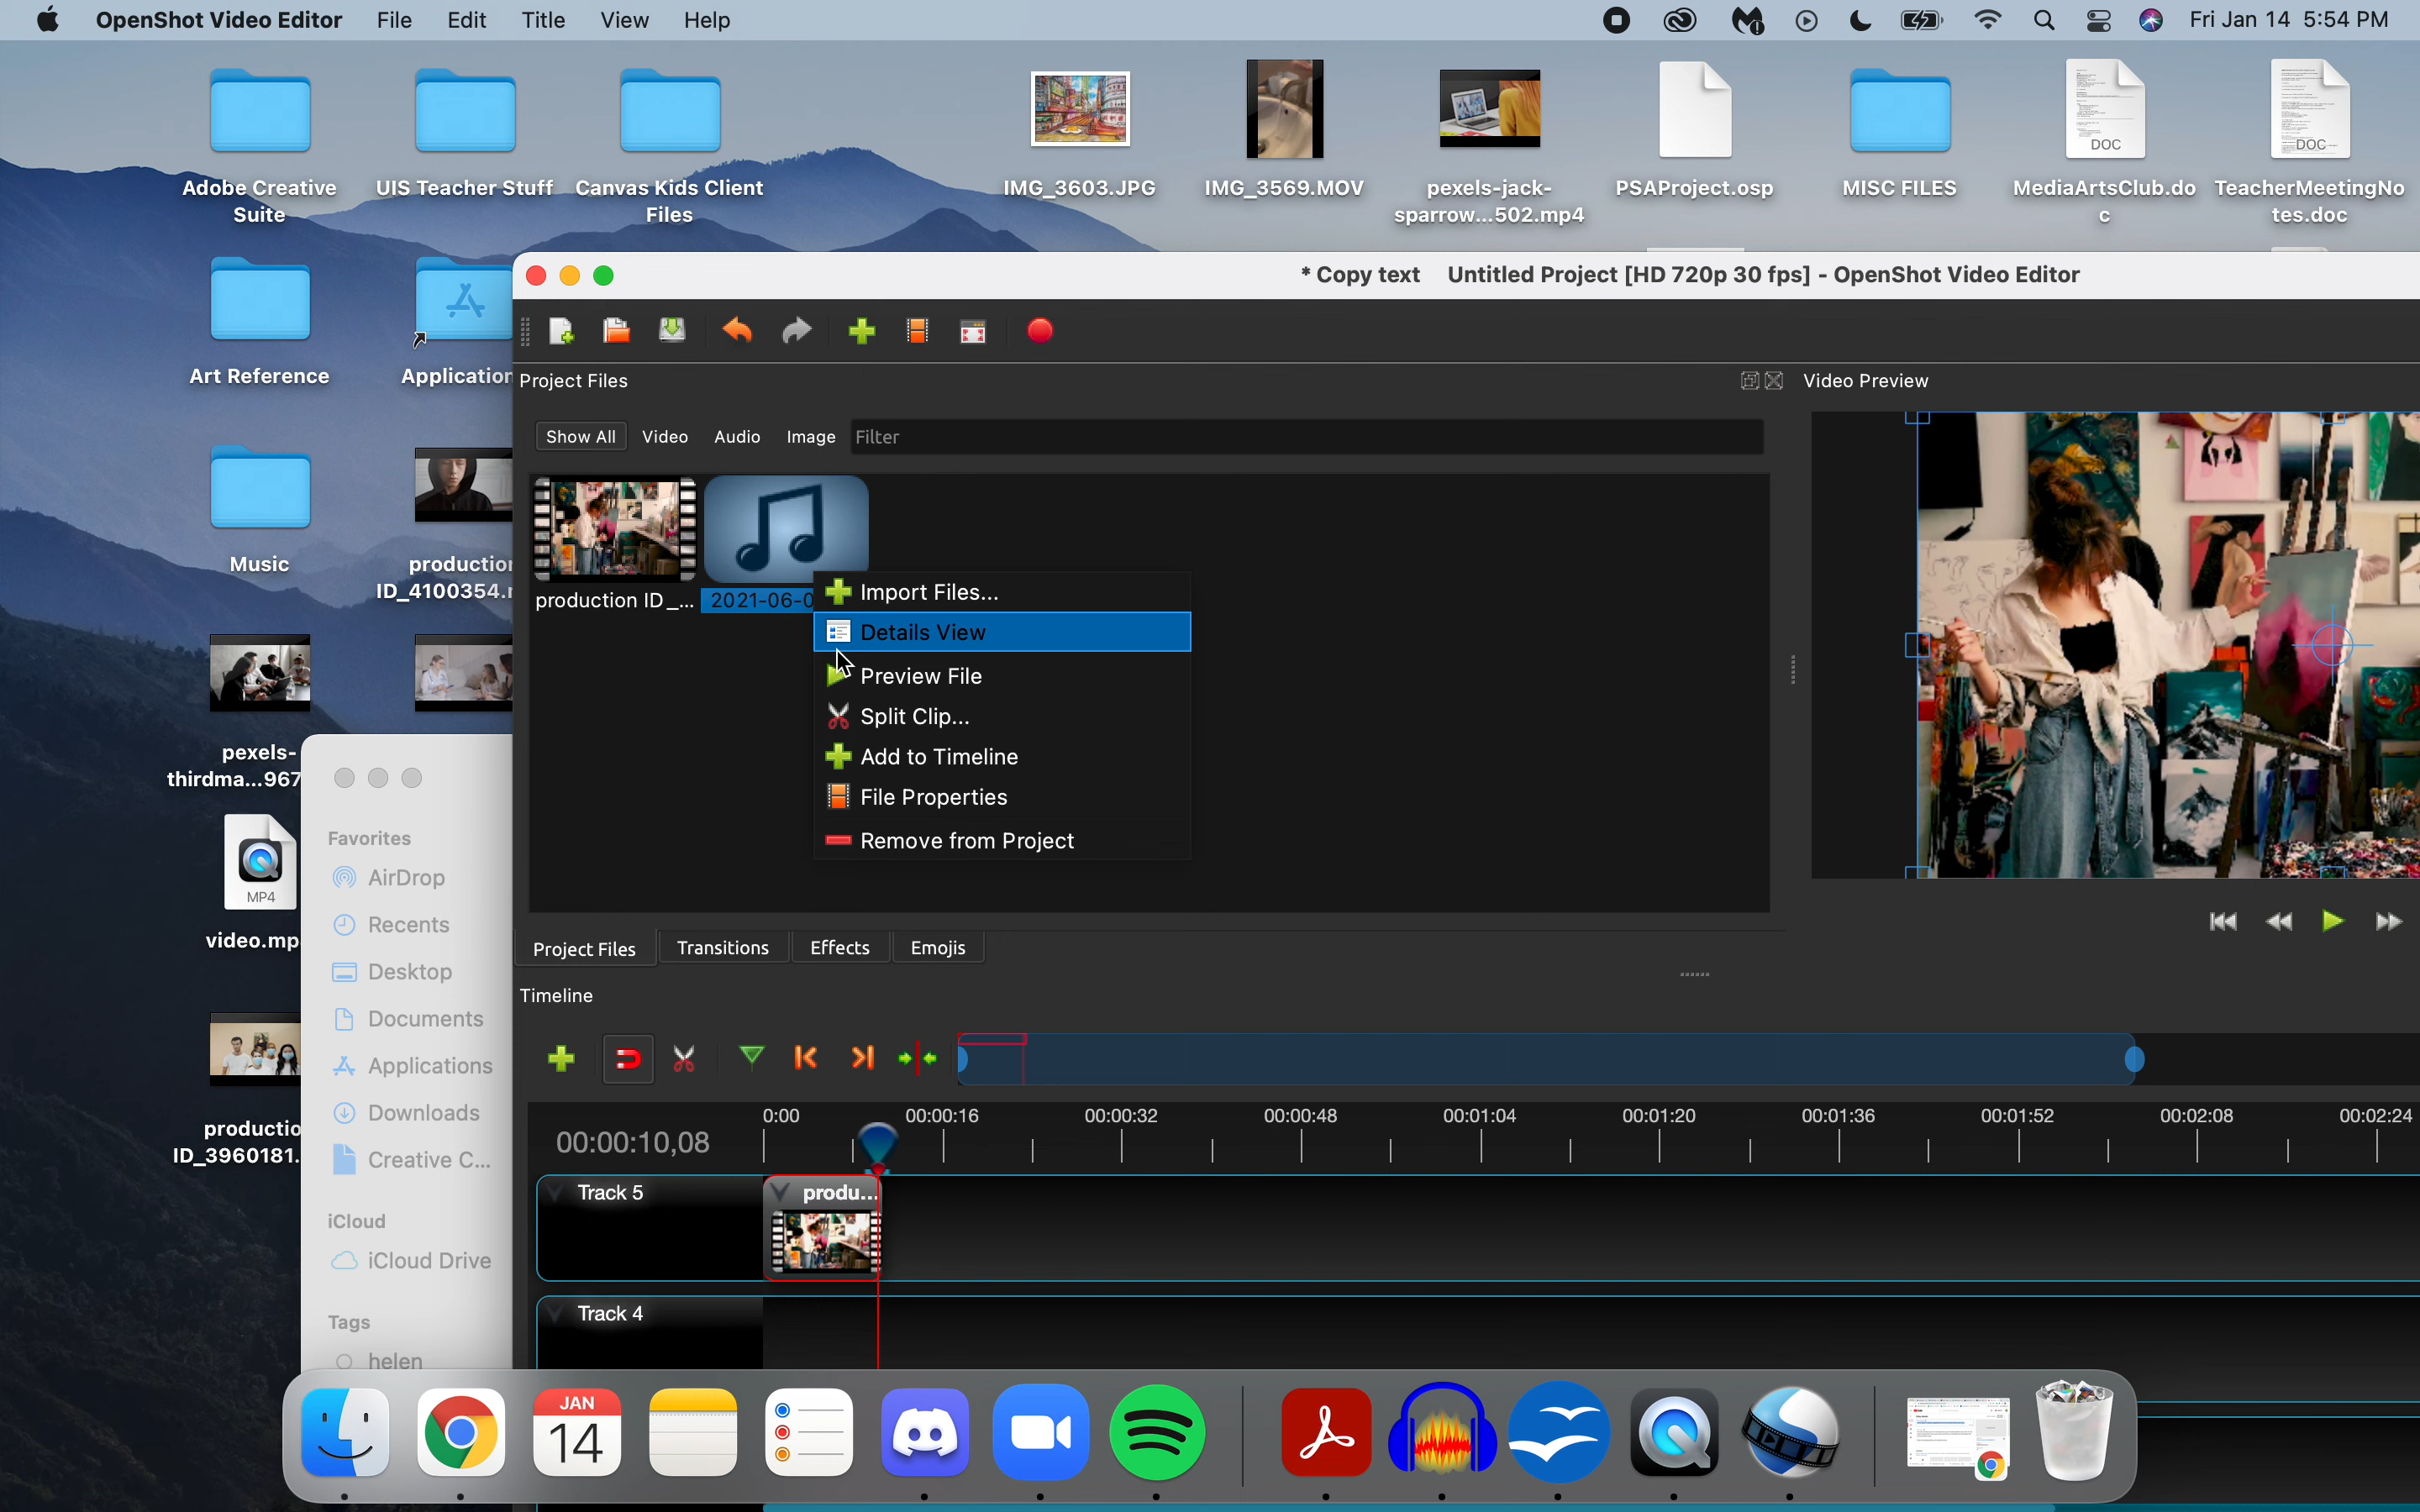 OpenShot Video Editor File Edit Title View Help Fri Jan 14 5:54 PM
Adobe Creative
Suite
UIS Teacher Stuff
Canvas Kids Client
Files
IMG_3603.JPG
IMG_3569.MOV
pexels-jack-
sparrow...502.mp4
PSAProject.osp
MISC FILES
DOC
MediaArtsClub.do
c
DOC
TeacherMeetingNo
tes.doc
Art Reference
Application
Music
production
ID_4100354.
pexels-
thirdma...967
MP4
video.mp
productio
ID_3960181.
Favorites
AirDrop
Recents
Desktop
Documents
Applications
Downloads
Creative C...
iCloud
iCloud Drive
Tags
helen
* Copy text Untitled Project [HD 720p 30 fps] - OpenShot Video Editor
Project Files
Video Preview
Show All Video Audio Image Filter
production ID_... 2021-06-0
Import Files...
Details View
Preview File
Split Clip...
Add to Timeline
File Properties
Remove from Project
Project Files Transitions Effects Emojis
Timeline
00:00:10,08
0:00 00:00:16 00:00:32 00:00:48 00:01:04 00:01:20 00:01:36 00:01:52 00:02:08 00:02:24
Track 5
produ...
Track 4
JAN
14